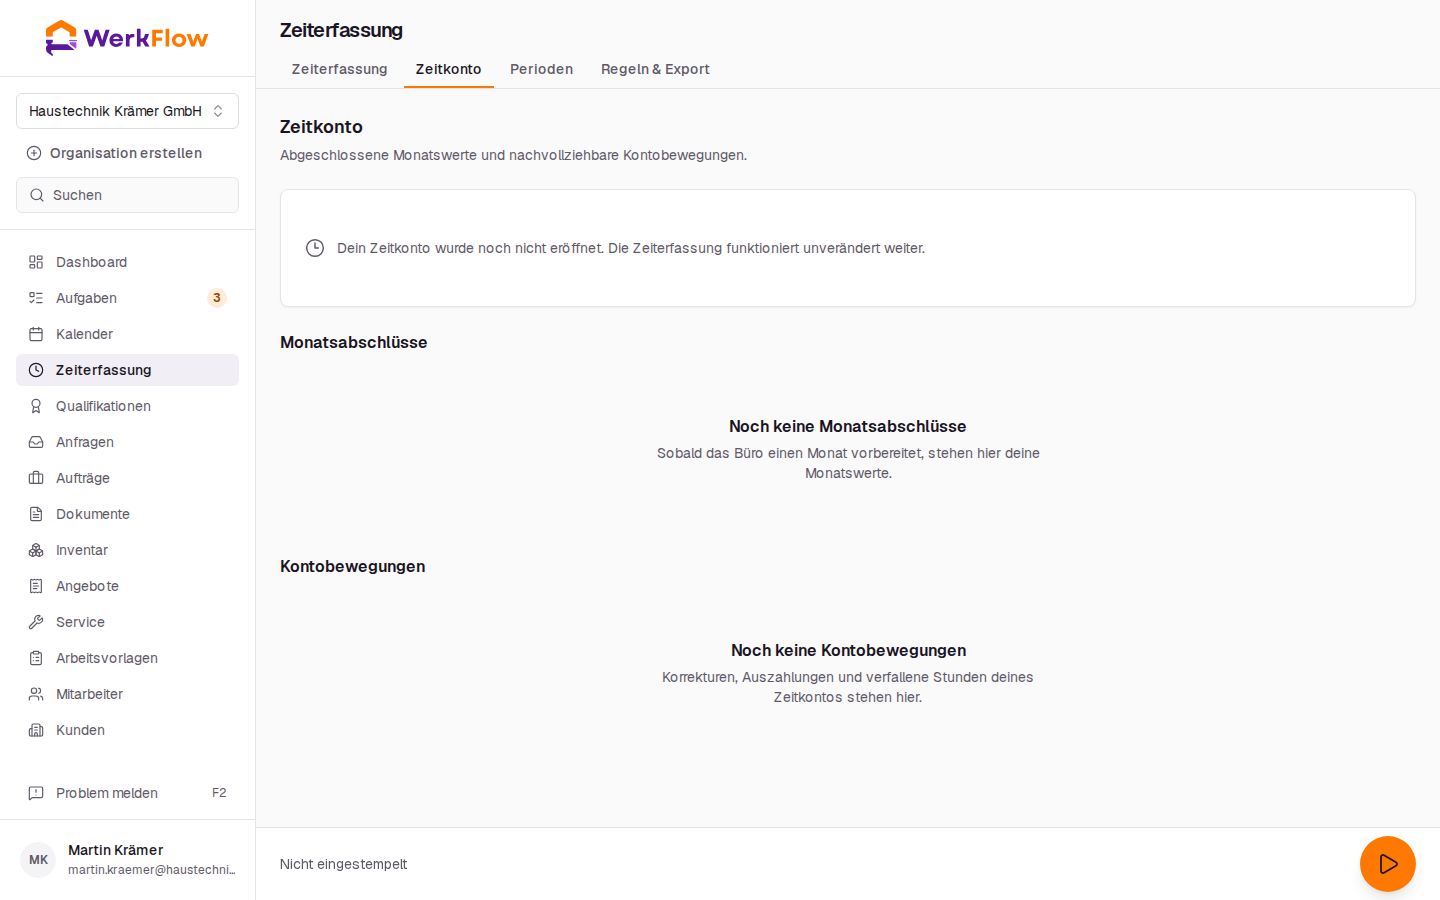 WerkFlow
Haustechnik Krämer GmbH
Organisation erstellen
Suchen
Dashboard
Aufgaben 3
Kalender
Zeiterfassung
Qualifikationen
Anfragen
Aufträge
Dokumente
Inventar
Angebote
Service
Arbeitsvorlagen
Mitarbeiter
Kunden
Problem melden F2
MK
Martin Krämer
martin.kraemer@haustechni...
Zeiterfassung
Zeiterfassung Zeitkonto Perioden Regeln & Export
Zeitkonto
Abgeschlossene Monatswerte und nachvollziehbare Kontobewegungen.
Dein Zeitkonto wurde noch nicht eröffnet. Die Zeiterfassung funktioniert unverändert weiter.
Monatsabschlüsse
Noch keine Monatsabschlüsse
Sobald das Büro einen Monat vorbereitet, stehen hier deine
Monatswerte.
Kontobewegungen
Noch keine Kontobewegungen
Korrekturen, Auszahlungen und verfallene Stunden deines
Zeitkontos stehen hier.
Nicht eingestempelt